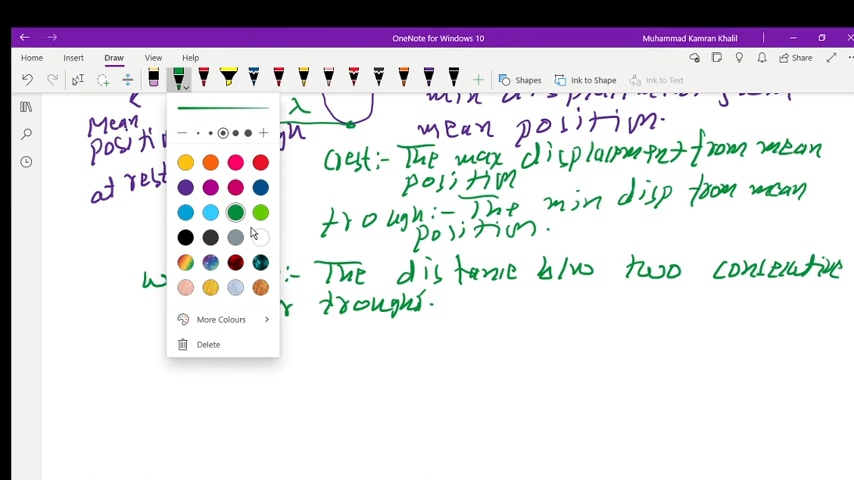 OneNote for Windows 10
Muhammad Kamran Khalil
Home Insert Draw View Help
Share
Shapes Ink to Shape Ink to Text
λ
Mean
position
at rest
mean position.
Crest:- The max displacement from mean
position
trough:- The min disp from mean
position.
:- The distance b/w two consecutive
trough.
More Colours
Delete